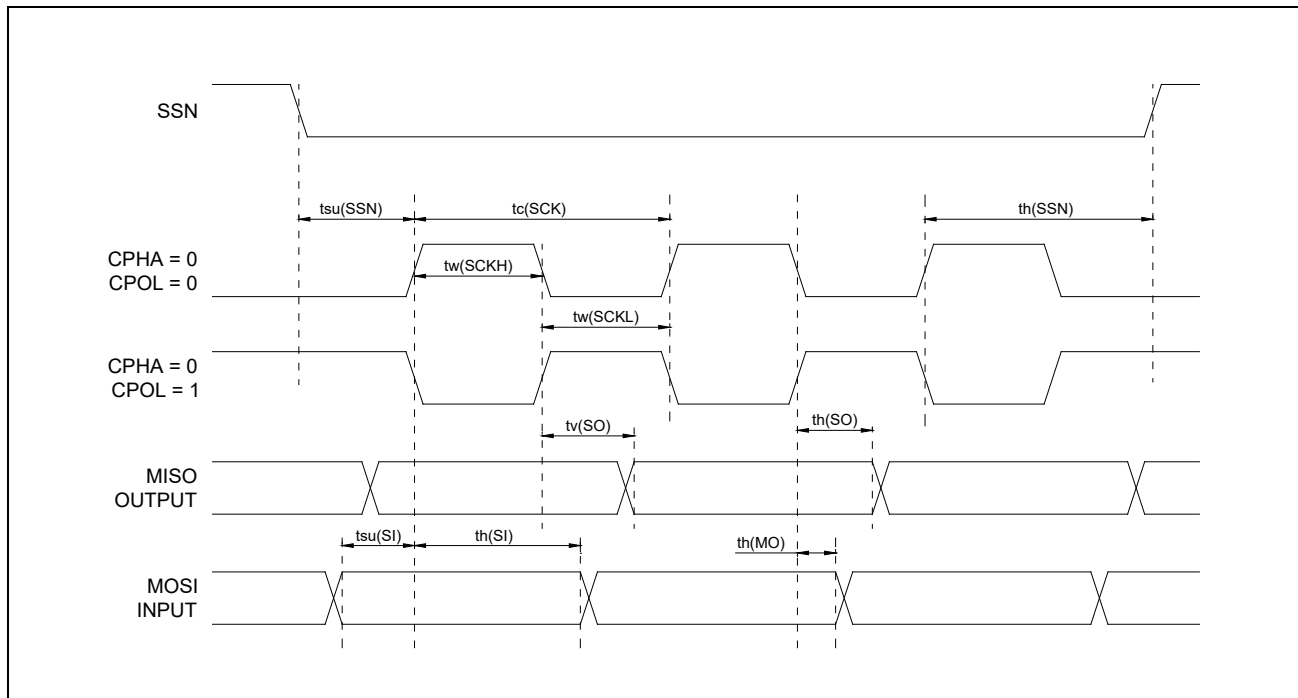 SSN
tsu(SSN)
tc(SCK)
th(SSN)
CPHA = 0
CPOL = 0
tw(SCKH)
tw(SCKL)
CPHA = 0
CPOL = 1
tv(SO)
th(SO)
MISO
OUTPUT
tsu(SI)
th(SI)
th(MO)
MOSI
INPUT